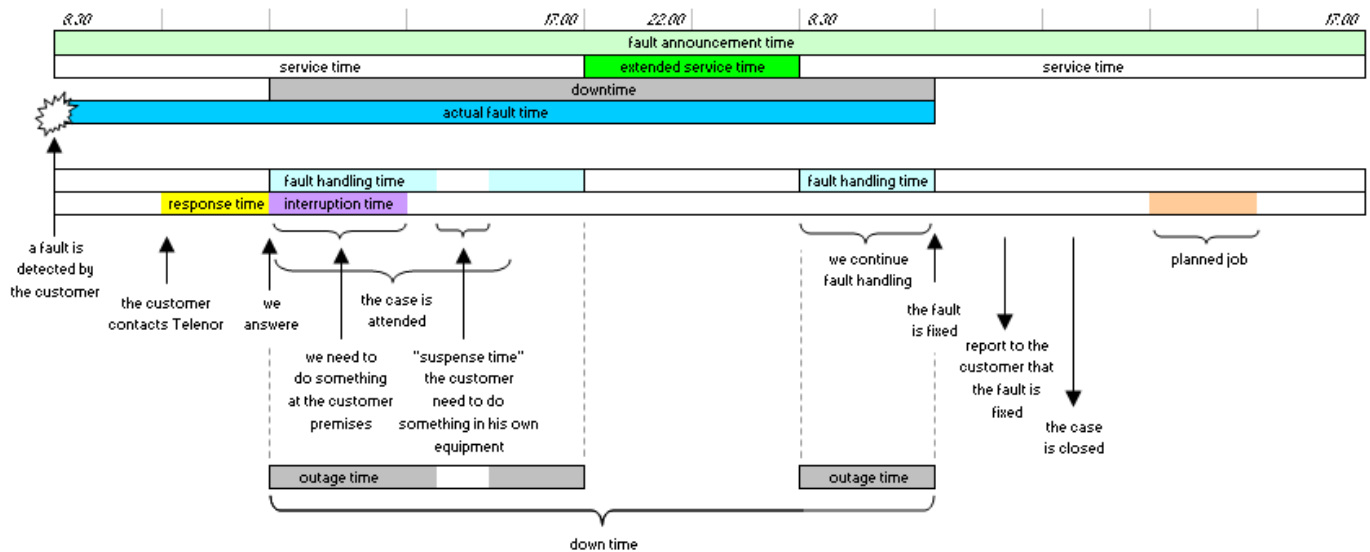 8.30 17.00 22.00 8.30 17.00
fault announcement time
service time extended service time service time
downtime
actual fault time
fault handling time fault handling time
response time interruption time
a fault is
detected by
the customer
the customer
contacts Telenor
we
answere
the case is
attended
we need to
do something
at the customer
premises
"suspense time"
the customer
need to do
something in his own
equipment
we continue
fault handling
the fault
is fixed
report to the
customer that
the fault is
fixed
the case
is closed
planned job
outage time outage time
down time